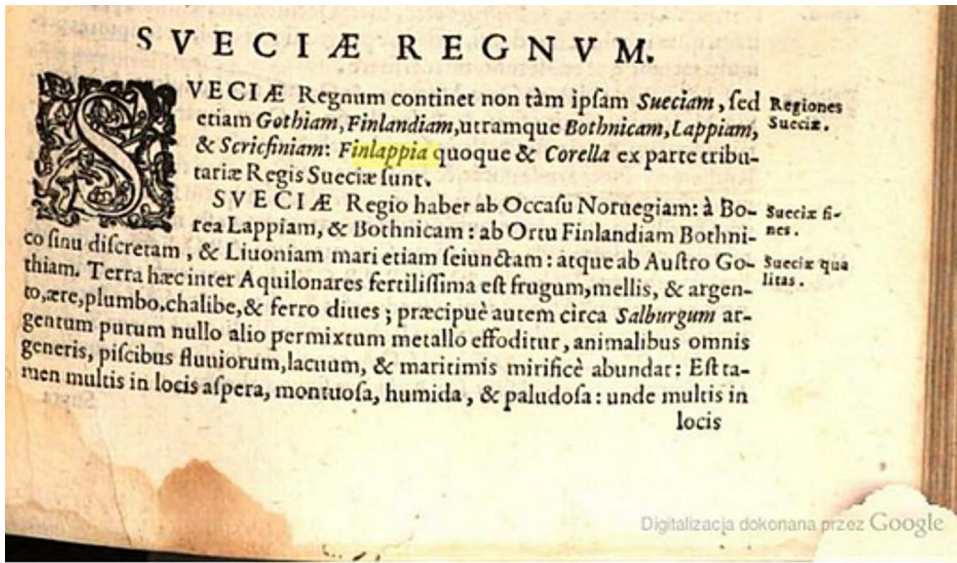 SVECIÆ REGNVM.
SVECIÆ Regnum continet non tàm ipſam Sueciam, ſed
etiam Gothiam, Finlandiam, utramque Bothnicam, Lappiam,
& Scricfiniam: Finlappia quoque & Corella ex parte tribu-
tariæ Regis Sueciæ ſunt.
Regiones
Sueciæ.
SVECIÆ Regio haber ab Occaſu Noruegiam: à Bo-
rea Lappiam, & Bothnicam: ab Ortu Finlandiam Bothni-
co ſinu diſcretam, & Liuoniam mari etiam ſeiunctam: atque ab Auſtro Go-
thiam. Terra hæc inter Aquilonares fertiliſſima eſt frugum, mellis, & argen-
to, ære, plumbo, chalibe, & ferro diues; præcipuè autem circa Salburgum ar-
gentum purum nullo alio permixtum metallo effoditur, animalibus omnis
generis, piſcibus fluuiorum, lacuum, & maritimis mirificè abundat: Eſt ta-
men multis in locis aſpera, montuoſa, humida, & paludoſa: unde multis in
locis
Sueciæ fi-
nes.
Sueciæ qua
litas.
Digitalizacja dokonana przez Google